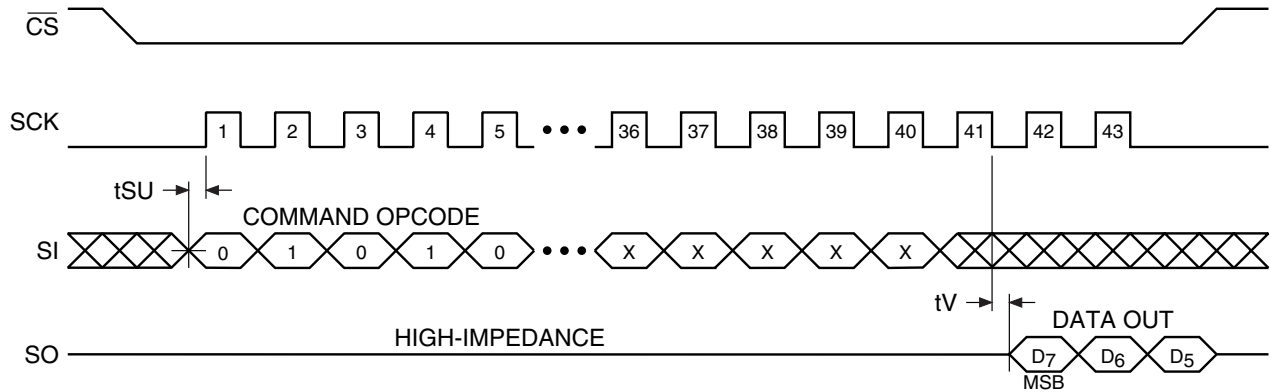 CS
SCK
1 2 3 4 5 ••• 36 37 38 39 40 41 42 43
tSU
COMMAND OPCODE
SI
0 1 0 1 0 ••• X X X X X
tV
DATA OUT
HIGH-IMPEDANCE
SO
D7 D6 D5
MSB